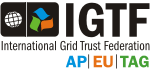 IGTF
International Grid Trust Federation
AP|EU|TAG